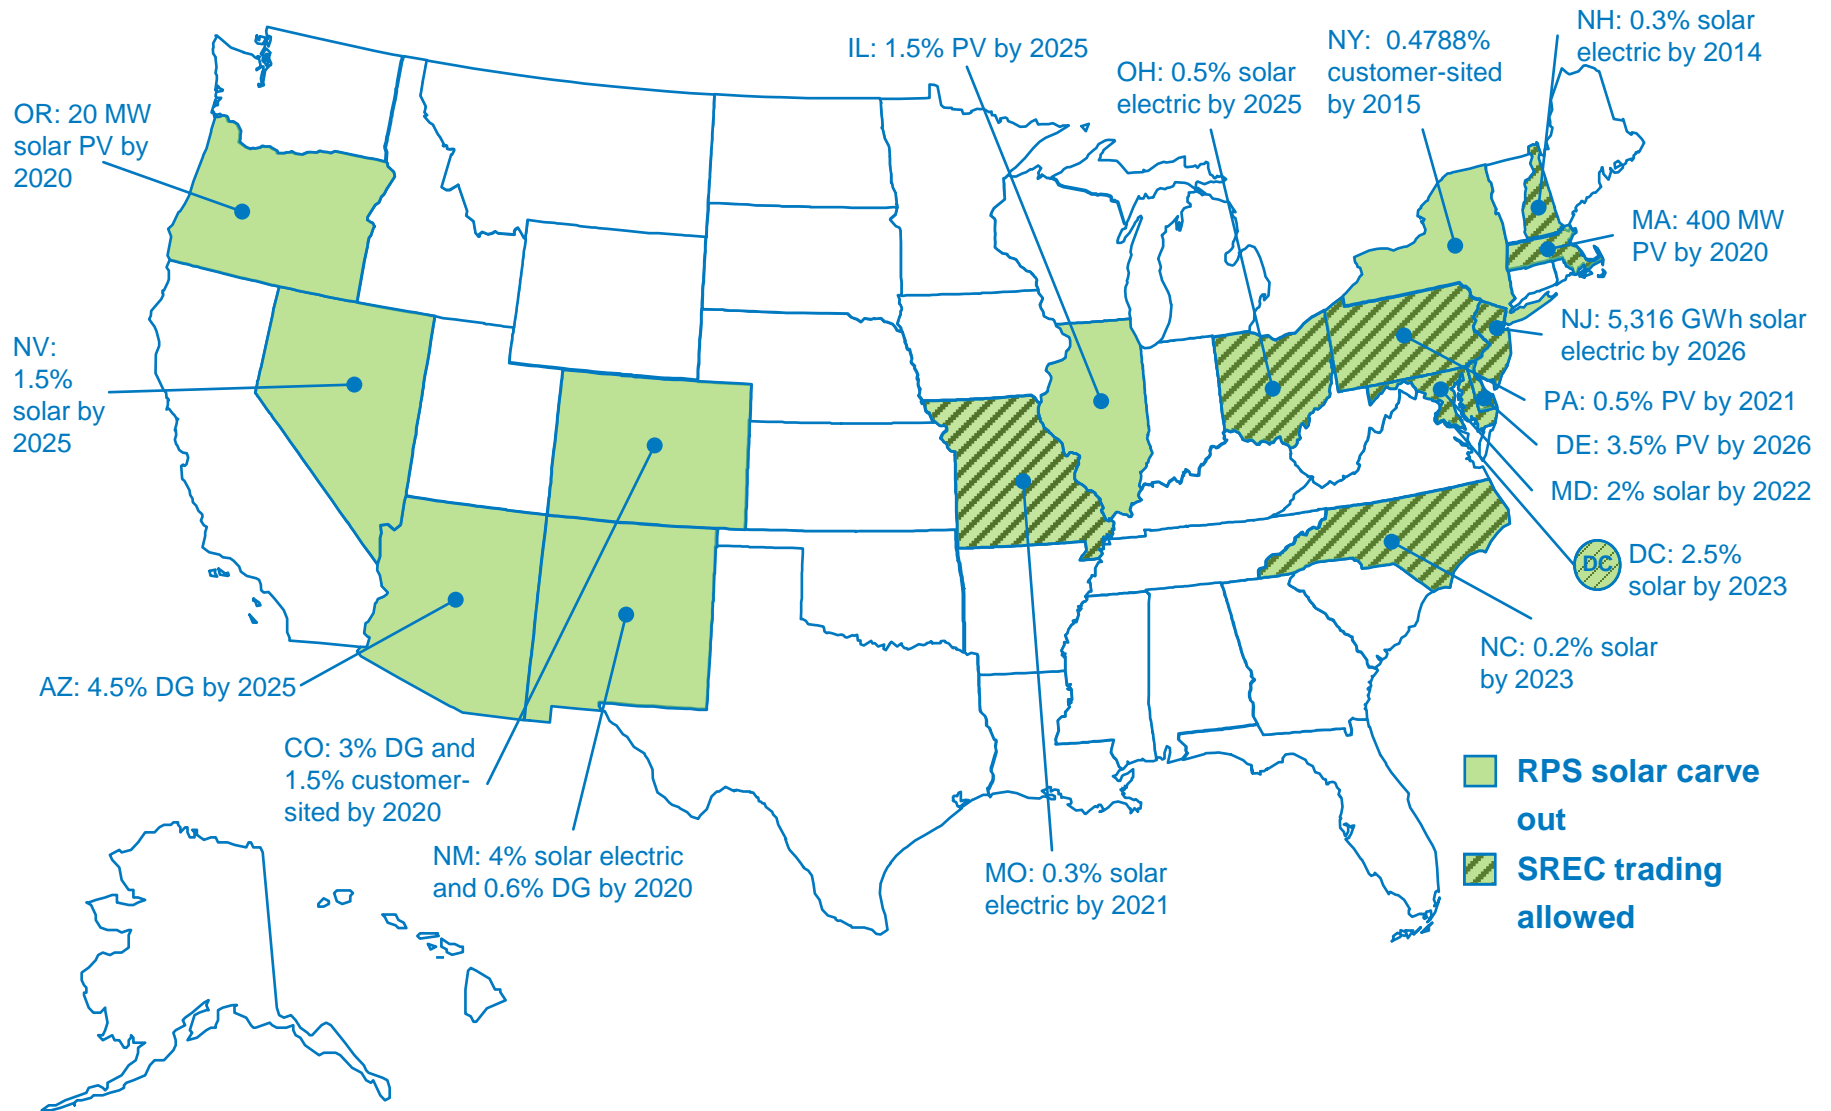 IL: 1.5% PV by 2025
OH: 0.5% solar
electric by 2025
NY:  0.4788%
customer-sited
by 2015
NH: 0.3% solar
electric by 2014
OR: 20 MW
solar PV by
2020
MA: 400 MW
PV by 2020
NJ: 5,316 GWh solar
electric by 2026
NV:
1.5%
solar by
2025
PA: 0.5% PV by 2021
DE: 3.5% PV by 2026
MD: 2% solar by 2022
DC
DC: 2.5%
solar by 2023
NC: 0.2% solar
by 2023
AZ: 4.5% DG by 2025
CO: 3% DG and
1.5% customer-
sited by 2020
NM: 4% solar electric
and 0.6% DG by 2020
MO: 0.3% solar
electric by 2021
RPS solar carve
out
SREC trading
allowed